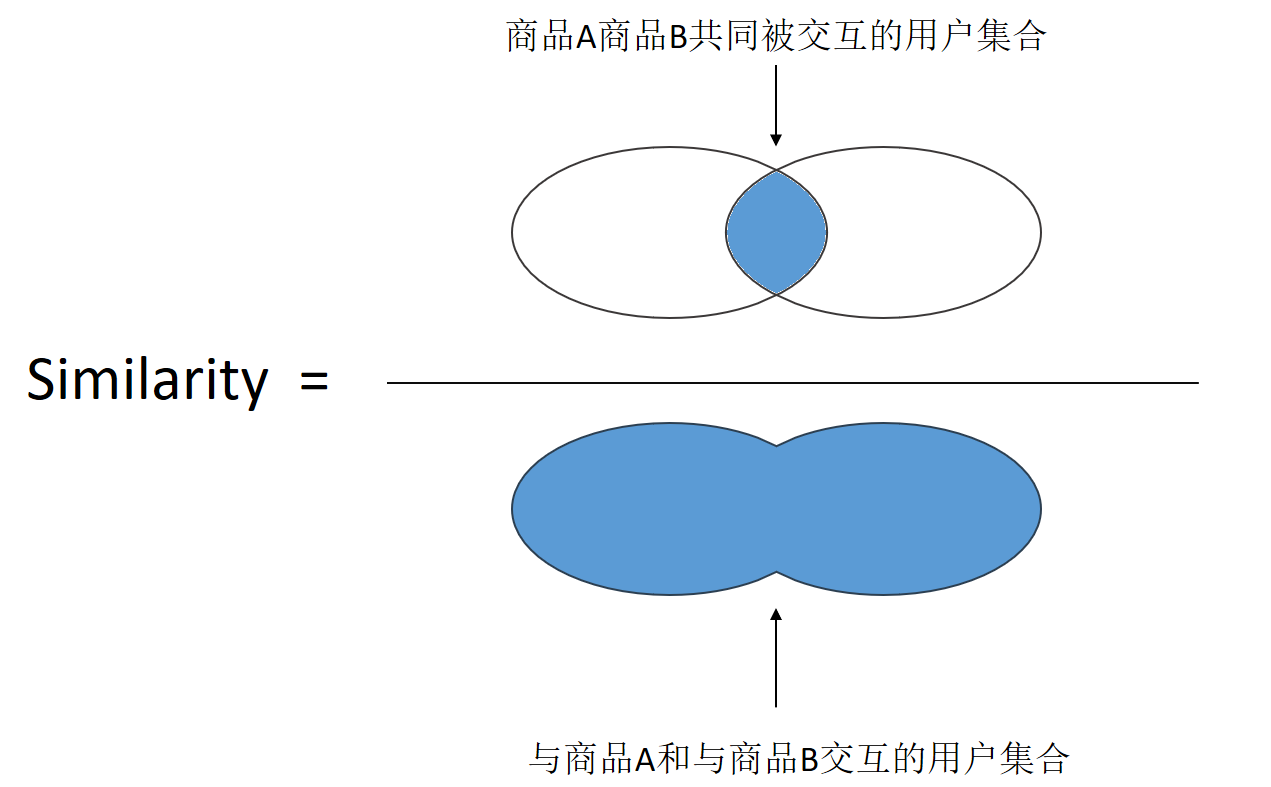 商品A商品B共同被交互的用户集合
Similarity =
与商品A和与商品B交互的用户集合